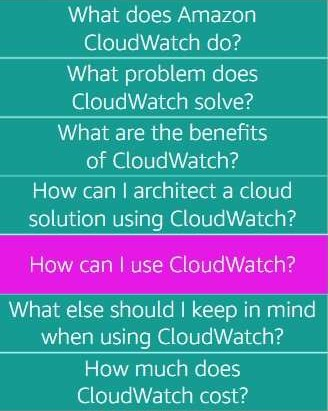 What does Amazon
CloudWatch do?
What problem does
CloudWatch solve?
What are the benefits
of CloudWatch?
How can I architect a cloud
solution using CloudWatch?
How can I use CloudWatch?
What else should I keep in mind
when using CloudWatch?
How much does
CloudWatch cost?